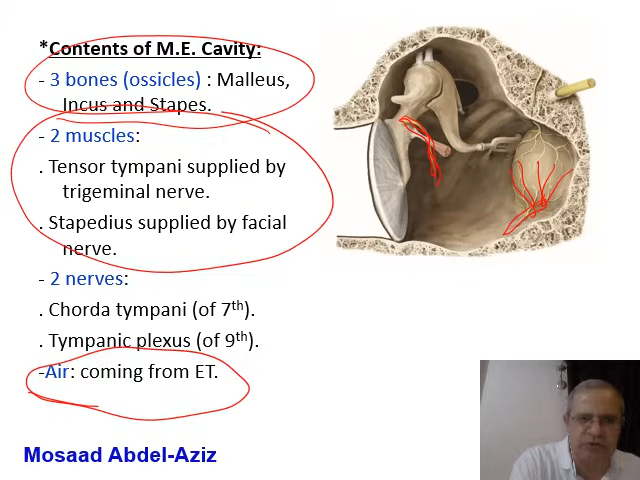 *Contents of M.E. Cavity:
- 3 bones (ossicles) : Malleus,
Incus and Stapes.
- 2 muscles:
. Tensor tympani supplied by
trigeminal nerve.
. Stapedius supplied by facial
nerve.
- 2 nerves:
. Chorda tympani (of 7th).
. Tympanic plexus (of 9th).
-Air: coming from ET.
Mosaad Abdel-Aziz